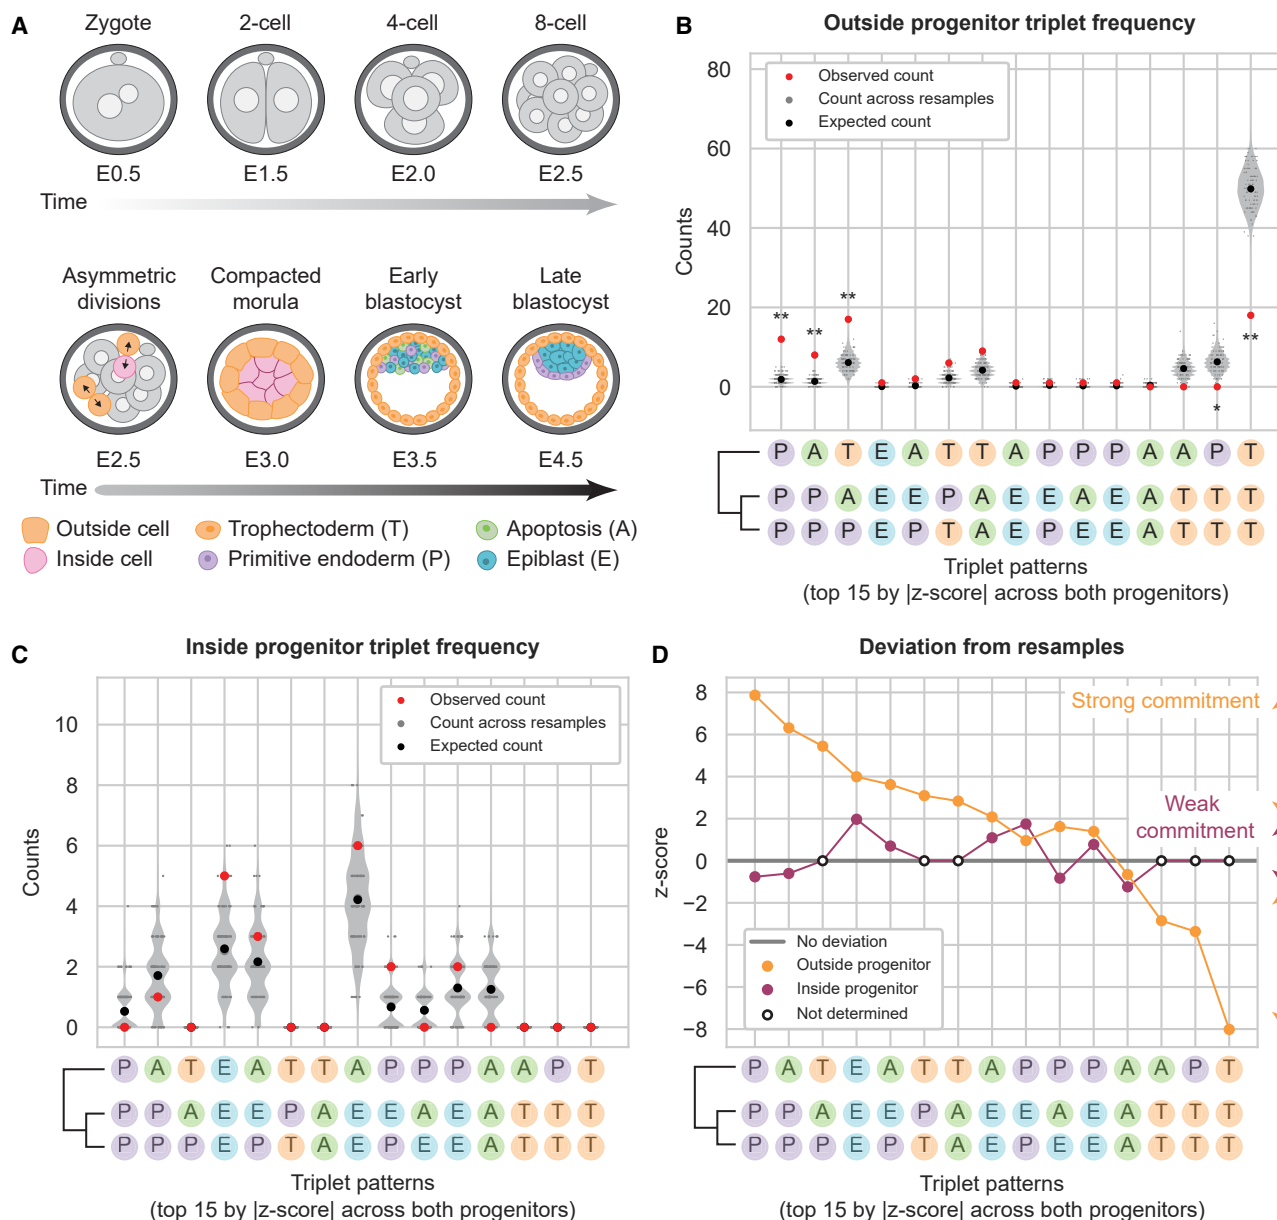 A
Zygote 2-cell 4-cell 8-cell
E0.5 E1.5 E2.0 E2.5
Time
Asymmetric divisions
Compacted morula
Early blastocyst
Late blastocyst
E2.5 E3.0 E3.5 E4.5
Time
Outside cell
Trophectoderm (T)
Apoptosis (A)
Inside cell
Primitive endoderm (P)
Epiblast (E)
B
Outside progenitor triplet frequency
Observed count
Count across resamples
Expected count
Counts
80
60
40
20
0
** ** ** * **
P A T E A T T A P P P A A P T
P P A E E P A E E A E A T T T
P P P E P T A E P E E A T T T
Triplet patterns
(top 15 by |z-score| across both progenitors)
C
Inside progenitor triplet frequency
Observed count
Count across resamples
Expected count
Counts
10
8
6
4
2
0
P A T E A T T A P P P A A P T
P P A E E P A E E A E A T T T
P P P E P T A E P E E A T T T
Triplet patterns
(top 15 by |z-score| across both progenitors)
D
Deviation from resamples
Strong commitment
Weak
commitment
z-score
8
6
4
2
0
−2
−4
−6
−8
No deviation
Outside progenitor
Inside progenitor
Not determined
P A T E A T T A P P P A A P T
P P A E E P A E E A E A T T T
P P P E P T A E P E E A T T T
Triplet patterns
(top 15 by |z-score| across both progenitors)